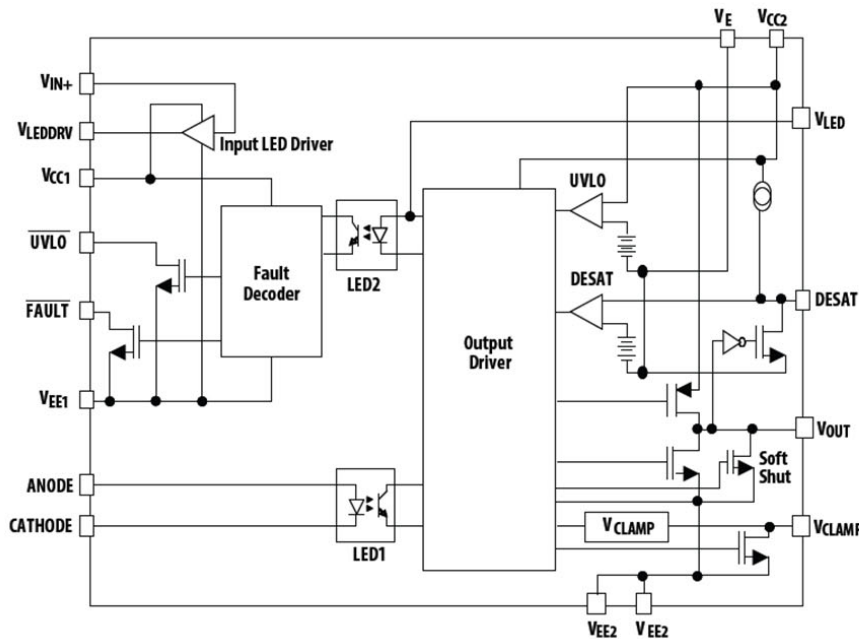 VE
VCC2
VIN+
VLEDDRV
Input LED Driver
VLED
VCC1
UVLO
UVLO
Fault
Decoder
LED2
DESAT
DESAT
FAULT
Output
Driver
VEE1
VOUT
Soft
Shut
ANODE
CATHODE
LED1
VCLAMP
VCLAMP
VEE2
VEE2